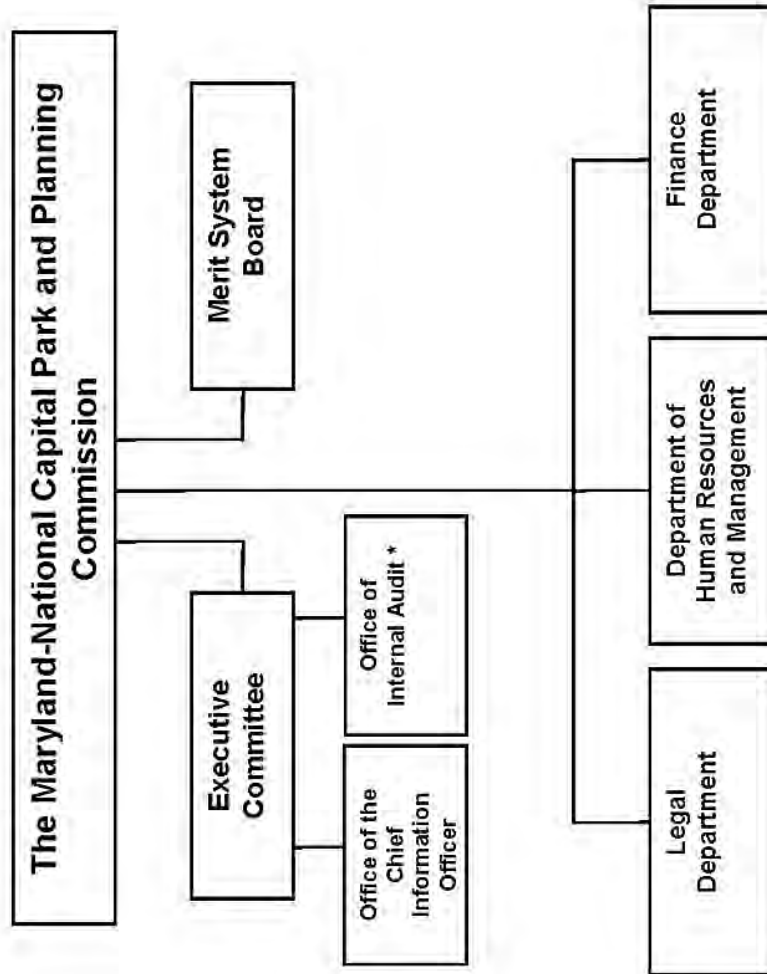 The Maryland-National Capital Park and Planning
Commission
Executive
Committee
Merit System
Board
Office of the
Chief
Information
Officer
Office of
Internal Audit *
Legal
Department
Department of
Human Resources
and Management
Finance
Department